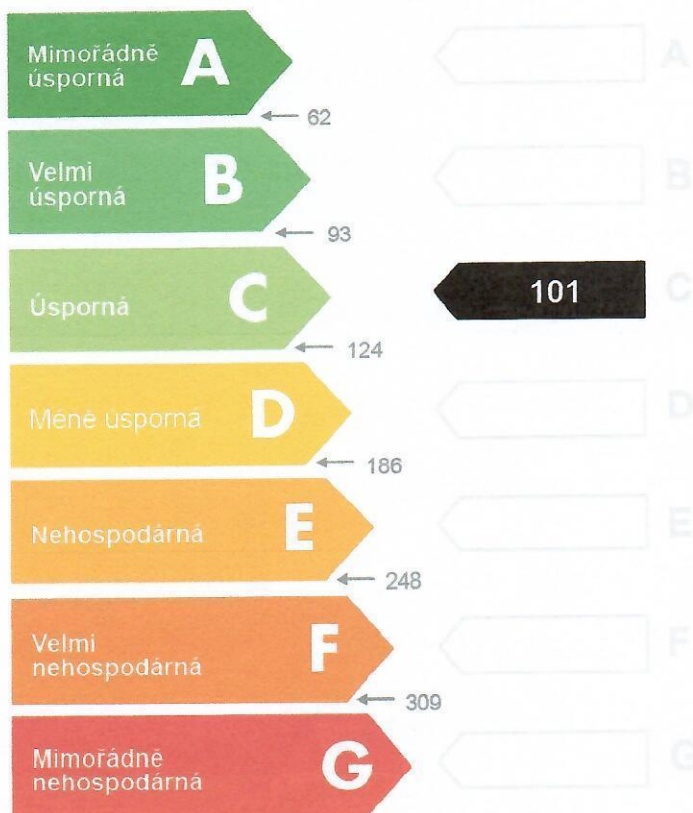 Mimořádně
úsporná
A
A
62
Velmi
úsporná
B
B
93
Úsporná
C
101
C
124
Méně úsporná
D
D
186
Nehospodárná
E
E
248
Velmi
nehospodárná
F
F
309
Mimořádně
nehospodárná
G
G